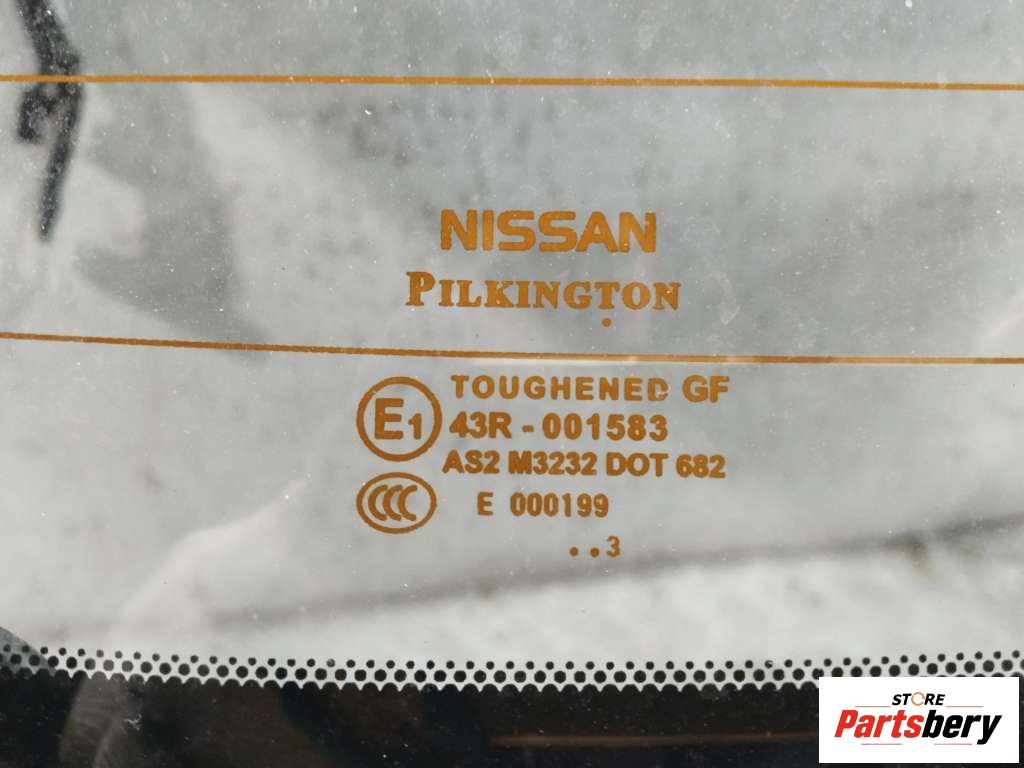 NISSAN
PILKINGTON
E1
TOUGHENED GF
43R - 001583
AS2 M3232 DOT 682
CCC
E 000199
..3
STORE
Partsbery